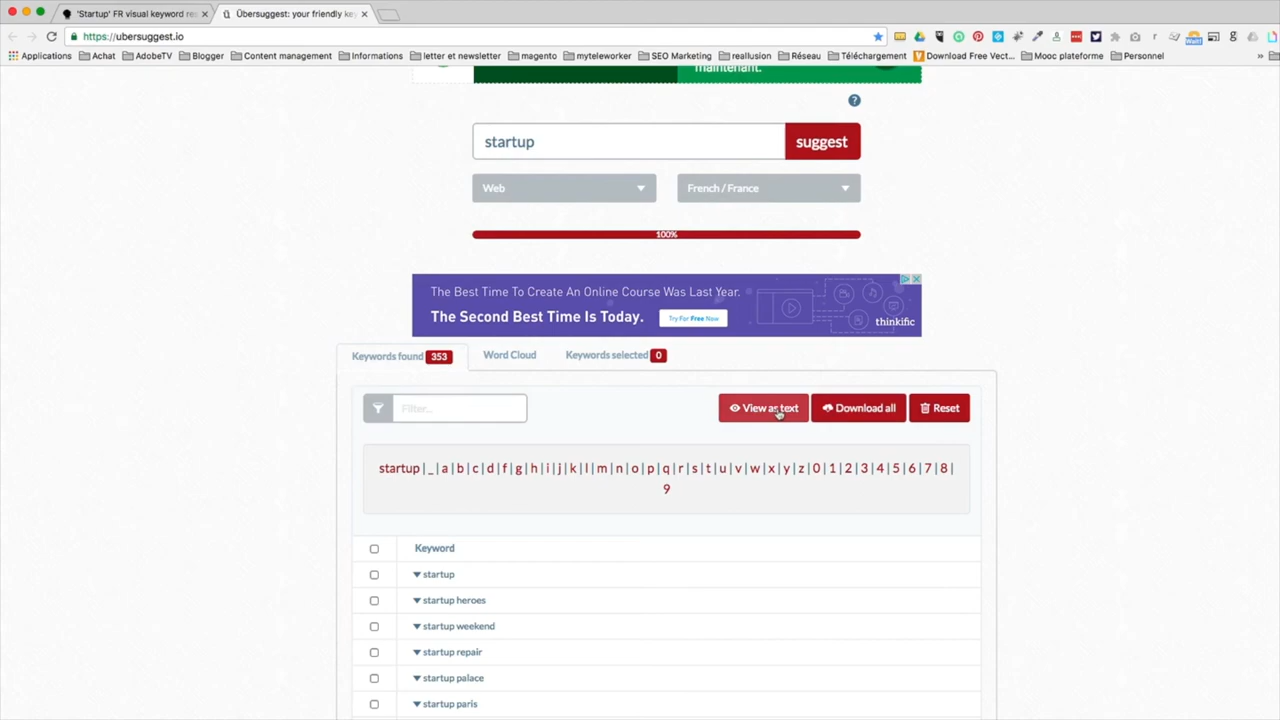 'Startup' FR visual keyword res
Übersuggest: your friendly key
https://ubersuggest.io
Applications
Achat
AdobeTV
Blogger
Content management
Informations
letter et newsletter
magento
myteleworker
SEO Marketing
reallusion
Réseau
Téléchargement
Download Free Vect...
Mooc plateforme
Personnel
»
maintenant.
?
startup
suggest
Web
French / France
100%
The Best Time To Create An Online Course Was Last Year.
The Second Best Time Is Today.
Try For Free Now
thinkific
Keywords found 353
Word Cloud
Keywords selected 0
Filter...
View as text
Download all
Reset
startup | _ | a | b | c | d | f | g | h | i | j | k | l | m | n | o | p | q | r | s | t | u | v | w | x | y | z | 0 | 1 | 2 | 3 | 4 | 5 | 6 | 7 | 8 |
9
Keyword
startup
startup heroes
startup weekend
startup repair
startup palace
startup paris